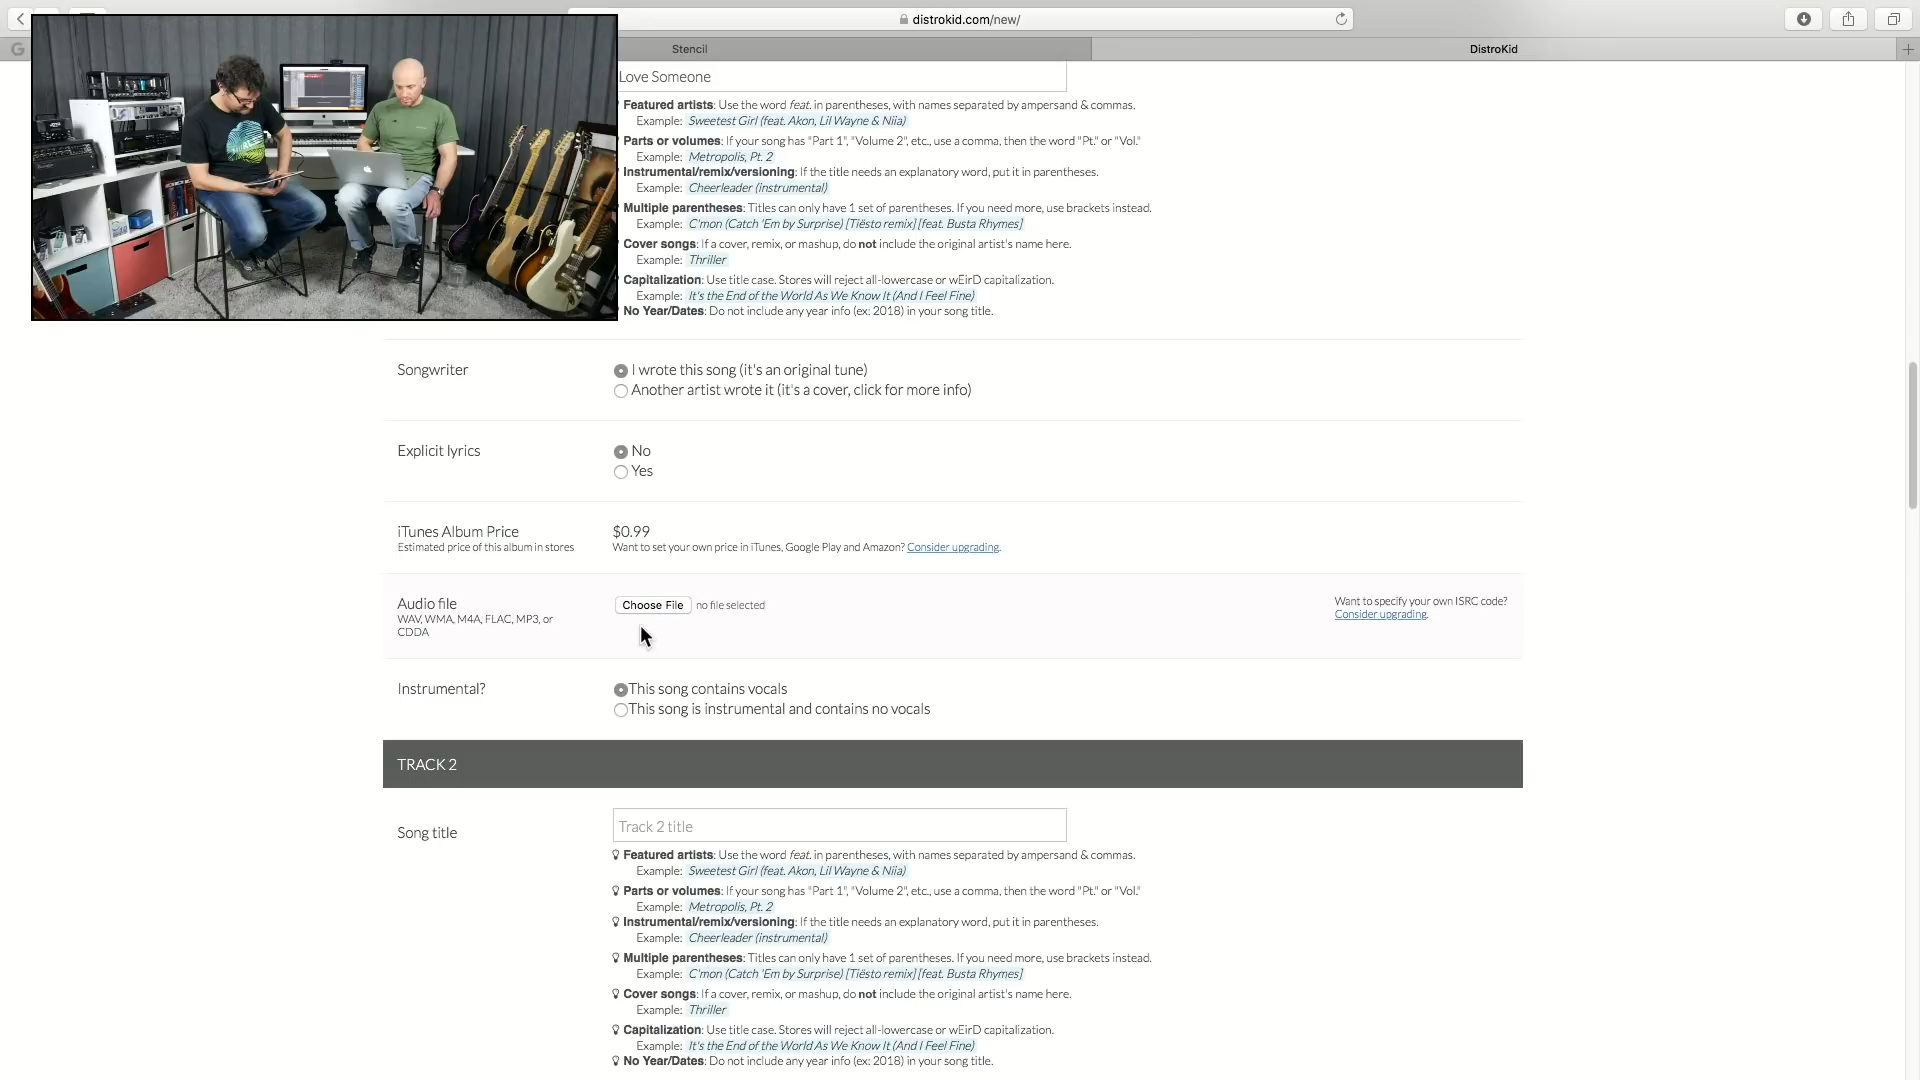 distrokid.com/new/
Stencil
DistroKid
Love Someone
Featured artists: Use the word feat. in parentheses, with names separated by ampersand & commas.
Example: Sweetest Girl (feat. Akon, Lil Wayne & Niia)
Parts or volumes: If your song has "Part 1", "Volume 2", etc., use a comma, then the word "Pt." or "Vol."
Example: Metropolis, Pt. 2
Instrumental/remix/versioning: If the title needs an explanatory word, put it in parentheses.
Example: Cheerleader (instrumental)
Multiple parentheses: Titles can only have 1 set of parentheses. If you need more, use brackets instead.
Example: C'mon (Catch 'Em by Surprise) [Tiësto remix] [feat. Busta Rhymes]
Cover songs: If a cover, remix, or mashup, do not include the original artist's name here.
Example: Thriller
Capitalization: Use title case. Stores will reject all-lowercase or wEirD capitalization.
Example: It's the End of the World As We Know It (And I Feel Fine)
No Year/Dates: Do not include any year info (ex: 2018) in your song title.
Songwriter
I wrote this song (it's an original tune)
Another artist wrote it (it's a cover, click for more info)
Explicit lyrics
No
Yes
iTunes Album Price
Estimated price of this album in stores
$0.99
Want to set your own price in iTunes, Google Play and Amazon? Consider upgrading.
Audio file
WAV, WMA, M4A, FLAC, MP3, or
CDDA
Choose File no file selected
Want to specify your own ISRC code?
Consider upgrading.
Instrumental?
This song contains vocals
This song is instrumental and contains no vocals
TRACK 2
Song title
Track 2 title
Featured artists: Use the word feat. in parentheses, with names separated by ampersand & commas.
Example: Sweetest Girl (feat. Akon, Lil Wayne & Niia)
Parts or volumes: If your song has "Part 1", "Volume 2", etc., use a comma, then the word "Pt." or "Vol."
Example: Metropolis, Pt. 2
Instrumental/remix/versioning: If the title needs an explanatory word, put it in parentheses.
Example: Cheerleader (instrumental)
Multiple parentheses: Titles can only have 1 set of parentheses. If you need more, use brackets instead.
Example: C'mon (Catch 'Em by Surprise) [Tiësto remix] [feat. Busta Rhymes]
Cover songs: If a cover, remix, or mashup, do not include the original artist's name here.
Example: Thriller
Capitalization: Use title case. Stores will reject all-lowercase or wEirD capitalization.
Example: It's the End of the World As We Know It (And I Feel Fine)
No Year/Dates: Do not include any year info (ex: 2018) in your song title.